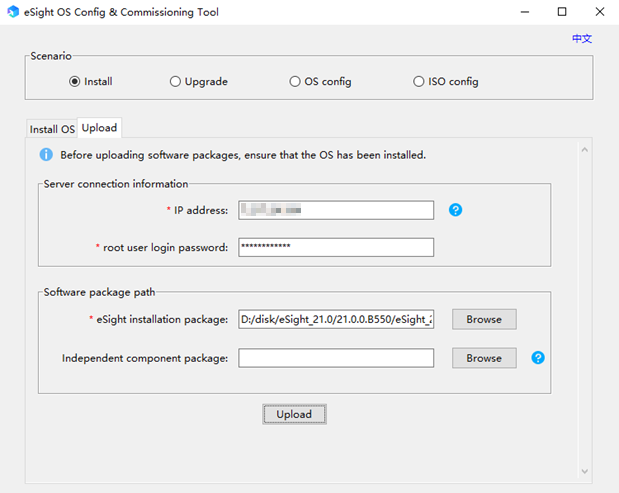 eSight OS Config & Commissioning Tool
中文
Scenario
Install Upgrade OS config ISO config
Install OS Upload
Before uploading software packages, ensure that the OS has been installed.
Server connection information
* IP address:
* root user login password: ************
Software package path
* eSight installation package: D:/disk/eSight_21.0/21.0.0.B550/eSight_ Browse
Independent component package: Browse
Upload